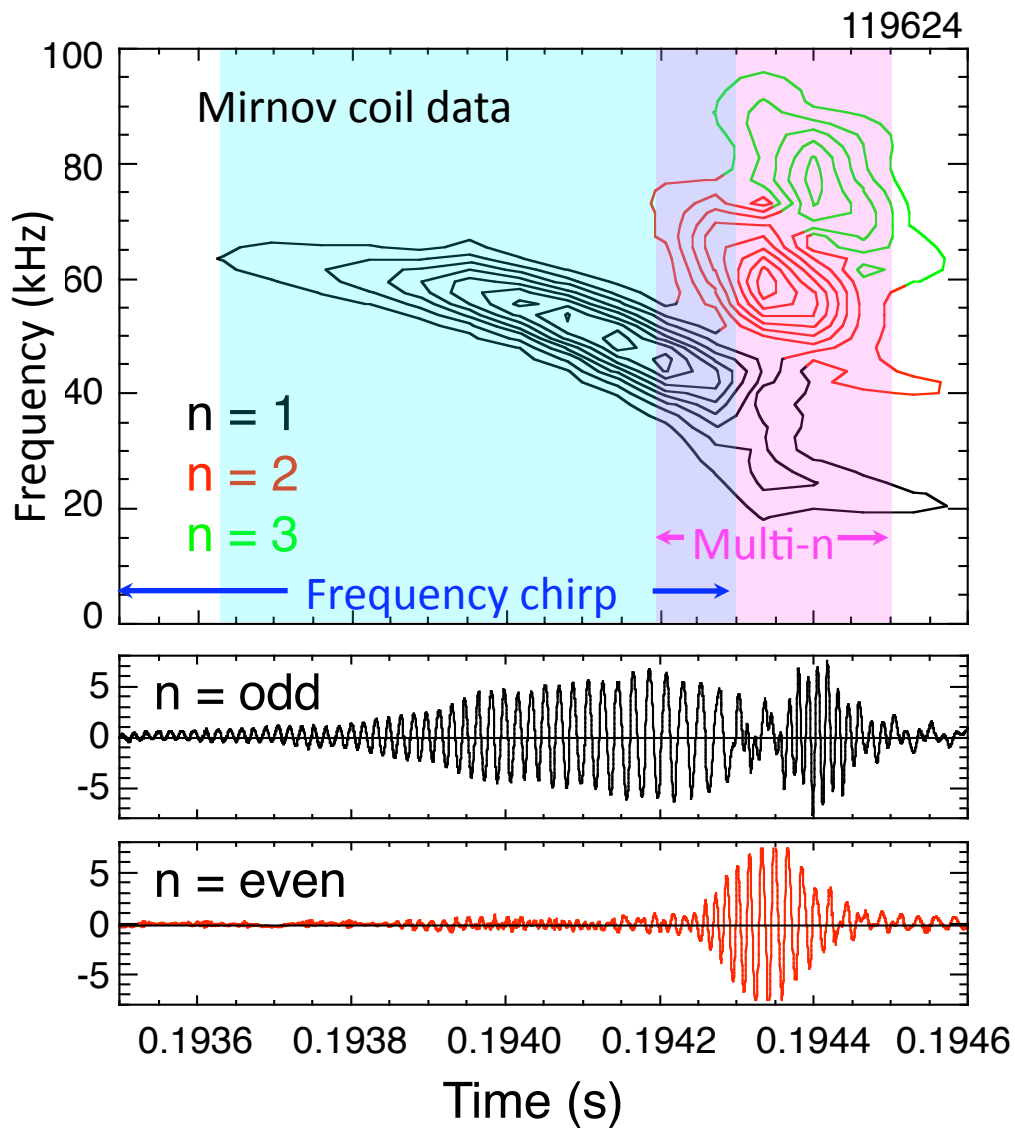 119624
100
80
60
40
20
0
Frequency (kHz)
Mirnov coil data
n = 1
n = 2
n = 3
Multi-n
Frequency chirp
5
0
-5
n = odd
5
0
-5
n = even
0.1936 0.1938 0.1940 0.1942 0.1944 0.1946
Time (s)